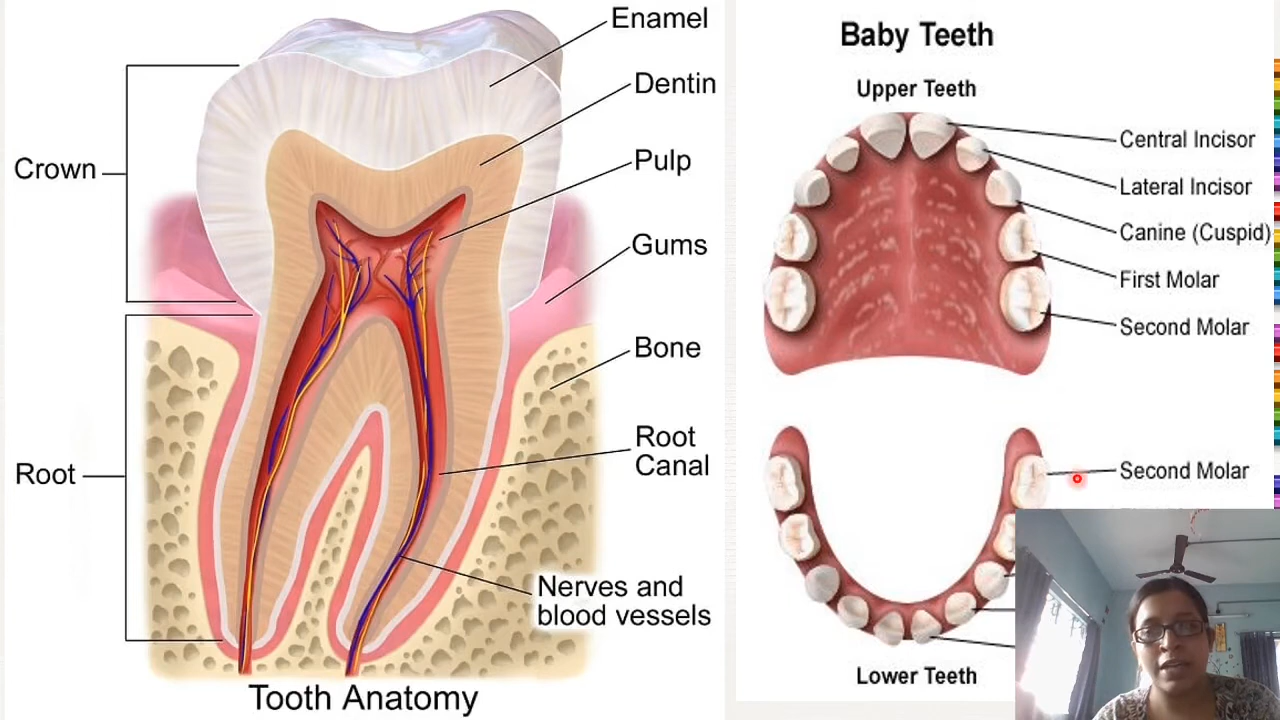 Enamel
Dentin
Pulp
Crown
Gums
Bone
Root
Canal
Root
Nerves and
blood vessels
Tooth Anatomy
Baby Teeth
Upper Teeth
Central Incisor
Lateral Incisor
Canine (Cuspid)
First Molar
Second Molar
Second Molar
Lower Teeth